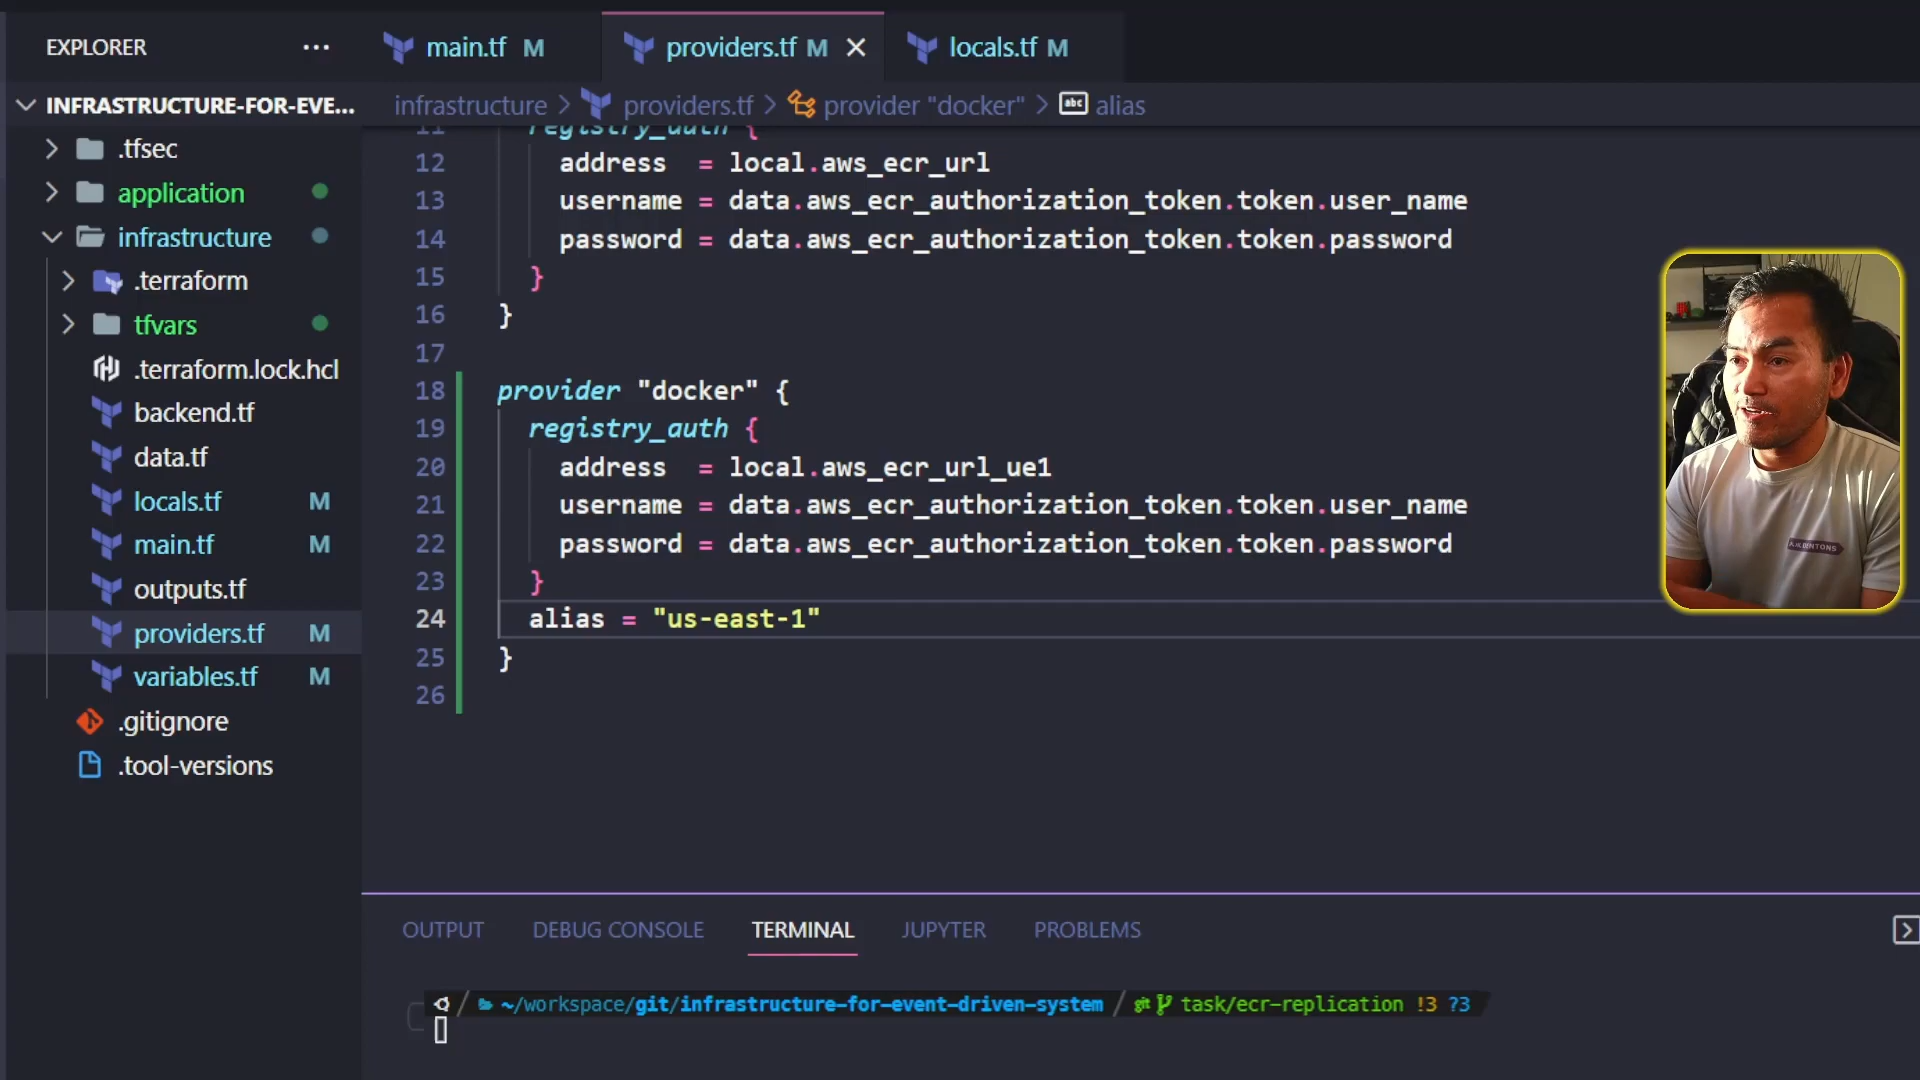 EXPLORER
main.tf M
providers.tf M
locals.tf M
INFRASTRUCTURE-FOR-EVE...
infrastructure > providers.tf > provider "docker" > alias
.tfsec
application
infrastructure
.terraform
tfvars
.terraform.lock.hcl
backend.tf
data.tf
locals.tf M
main.tf M
outputs.tf
providers.tf M
variables.tf M
.gitignore
.tool-versions
11 registry_auth {
12 address = local.aws_ecr_url
13 username = data.aws_ecr_authorization_token.token.user_name
14 password = data.aws_ecr_authorization_token.token.password
15 }
16 }
17
18 provider "docker" {
19 registry_auth {
20 address = local.aws_ecr_url_ue1
21 username = data.aws_ecr_authorization_token.token.user_name
22 password = data.aws_ecr_authorization_token.token.password
23 }
24 alias = "us-east-1"
25 }
26
OUTPUT DEBUG CONSOLE TERMINAL JUPYTER PROBLEMS
~/workspace/git/infrastructure-for-event-driven-system / git task/ecr-replication !3 ?3